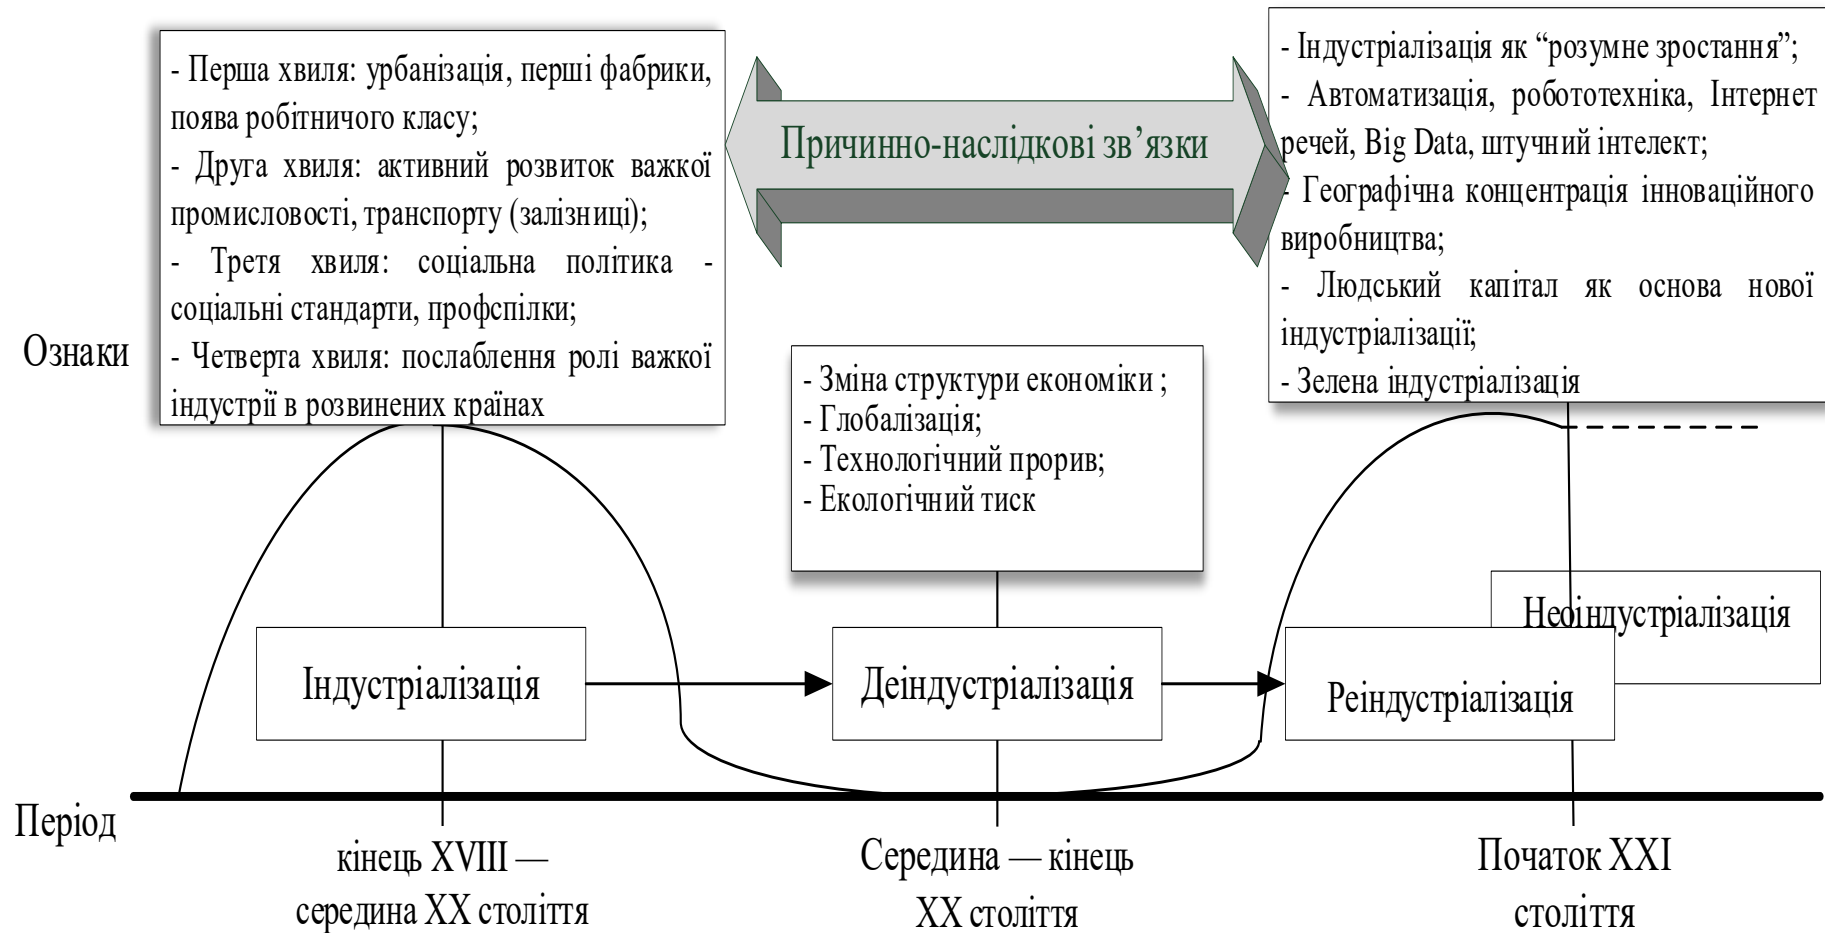 - Перша хвиля: урбанізація, перші фабрики,
поява робітничого класу;
- Друга хвиля: активний розвиток важкої
промисловості, транспорту (залізниці);
- Третя хвиля: соціальна політика -
соціальні стандарти, профспілки;
- Четверта хвиля: послаблення ролі важкої
індустрії в розвинених країнах
Причинно-наслідкові зв’язки
- Індустріалізація як “розумне зростання”;
- Автоматизація, робототехніка, Інтернет
речей, Big Data, штучний інтелект;
- Географічна концентрація інноваційного
виробництва;
- Людський капітал як основа нової
індустріалізації;
- Зелена індустріалізація
Ознаки
- Зміна структури економіки ;
- Глобалізація;
- Технологічний прорив;
- Екологічний тиск
Індустріалізація
Деіндустріалізація
Неоіндустріалізація
Реіндустріалізація
Період
кінець XVIII —
середина XX століття
Середина — кінець
XX століття
Початок XXI
століття